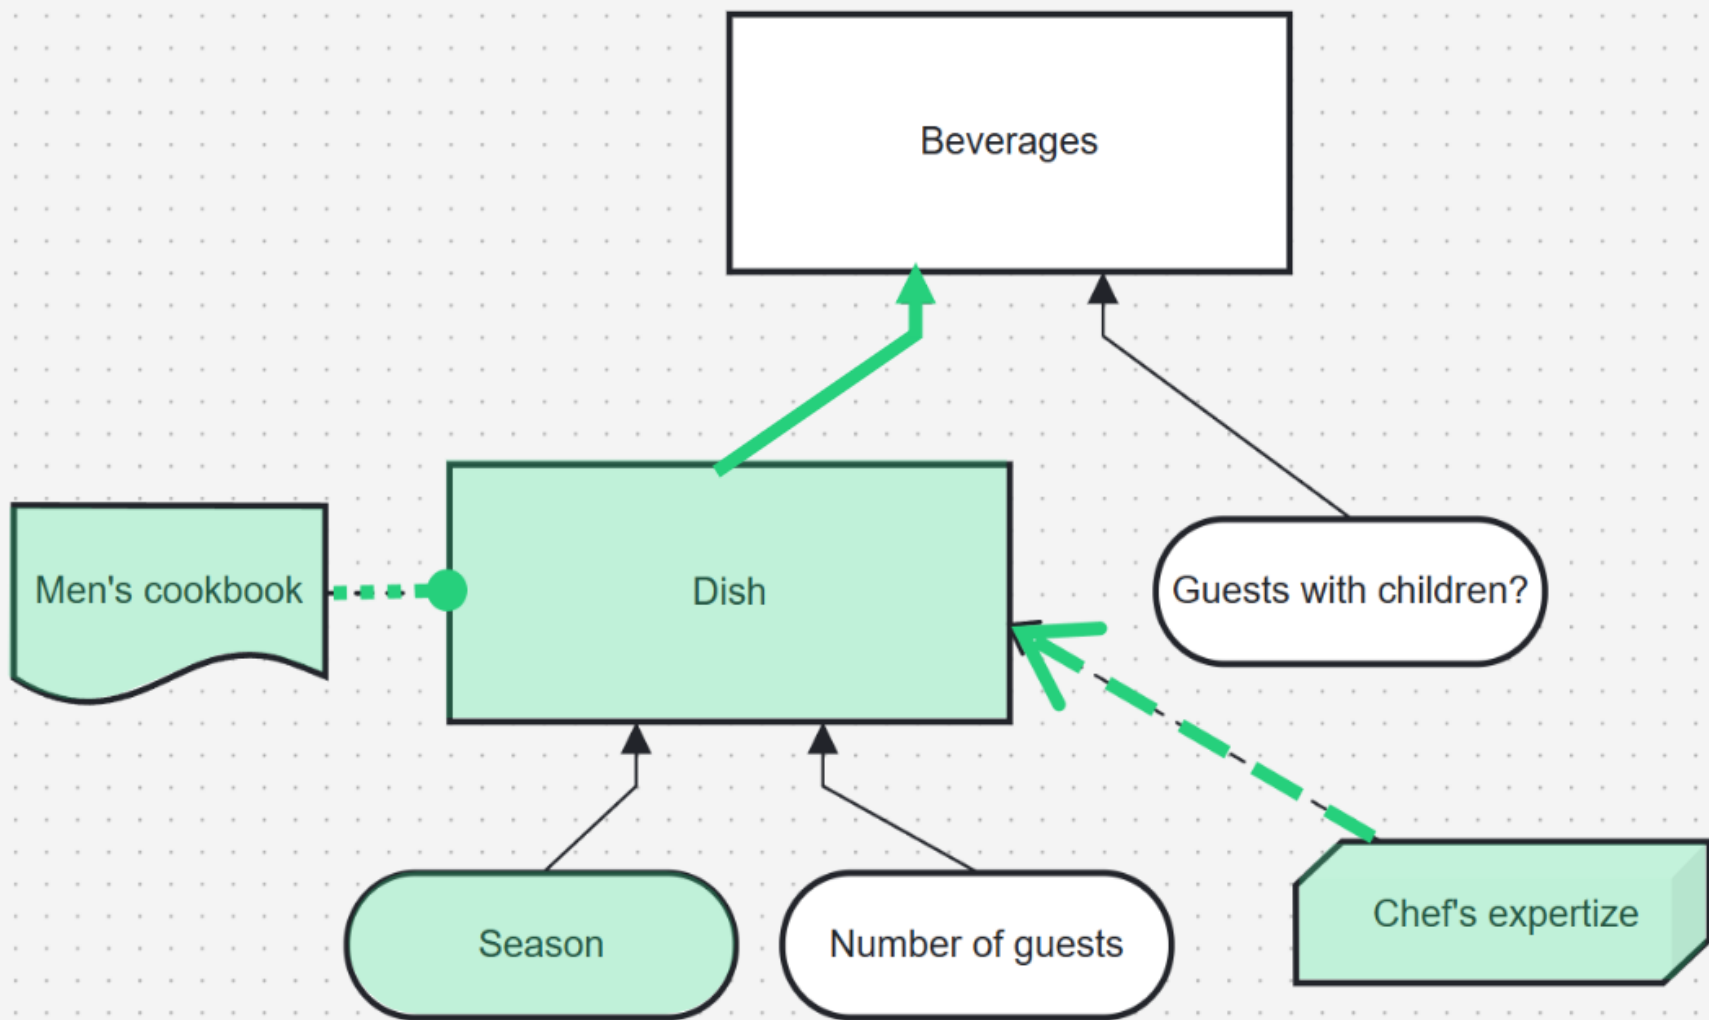 Beverages
Men's cookbook
Dish
Guests with children?
Season
Number of guests
Chef's expertize